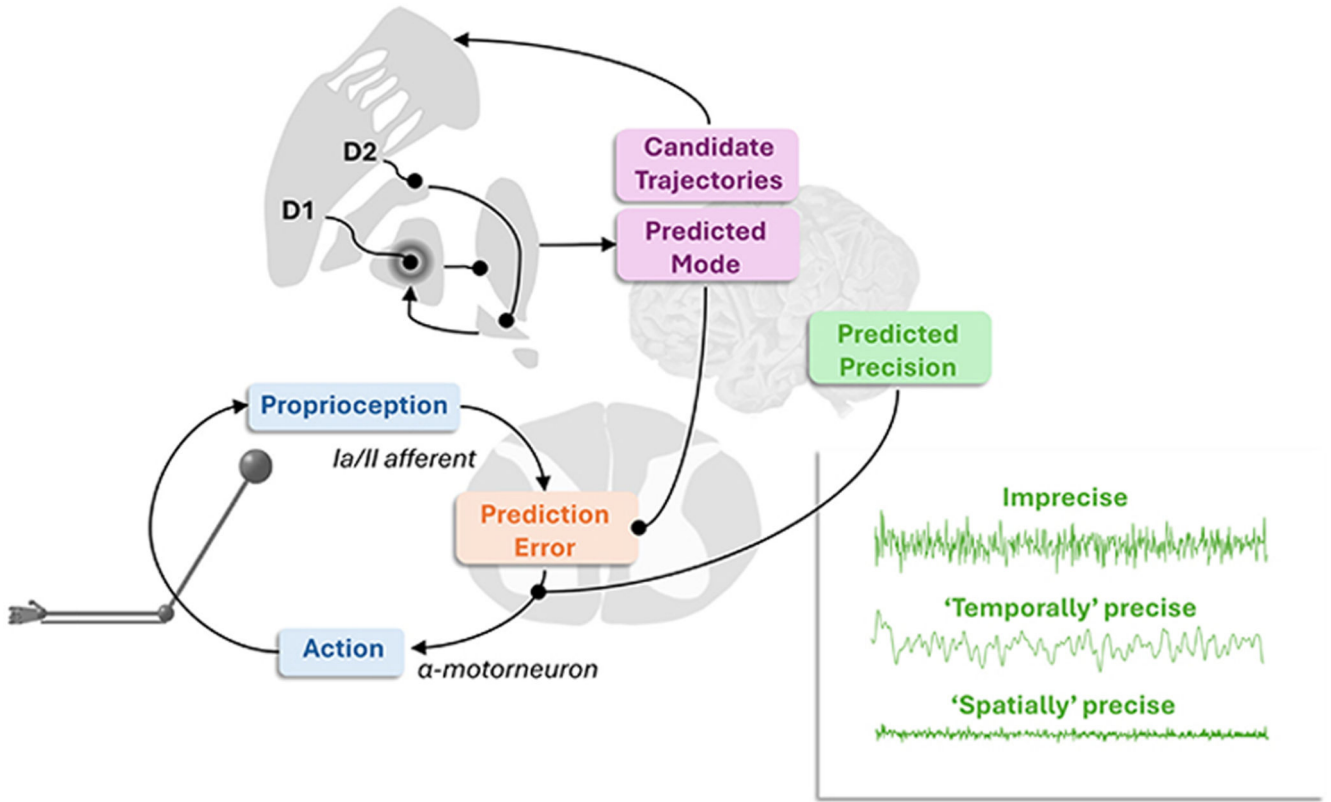 D2
D1
Candidate
Trajectories
Predicted
Mode
Predicted
Precision
Proprioception
Ia/II afferent
Prediction
Error
Action
α-motorneuron
Imprecise
‘Temporally’ precise
‘Spatially’ precise